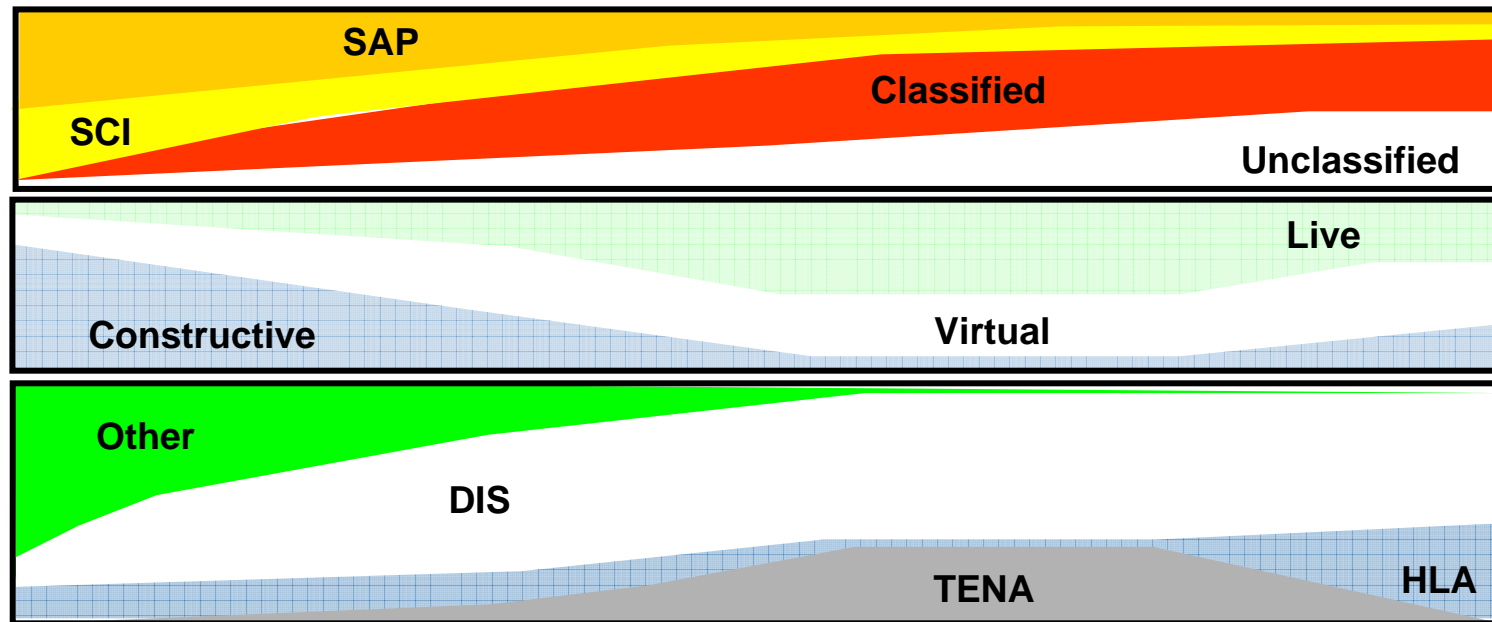 SAP
Classified
SCI
Unclassified
Live
Virtual
Constructive
Other
DIS
HLA
TENA